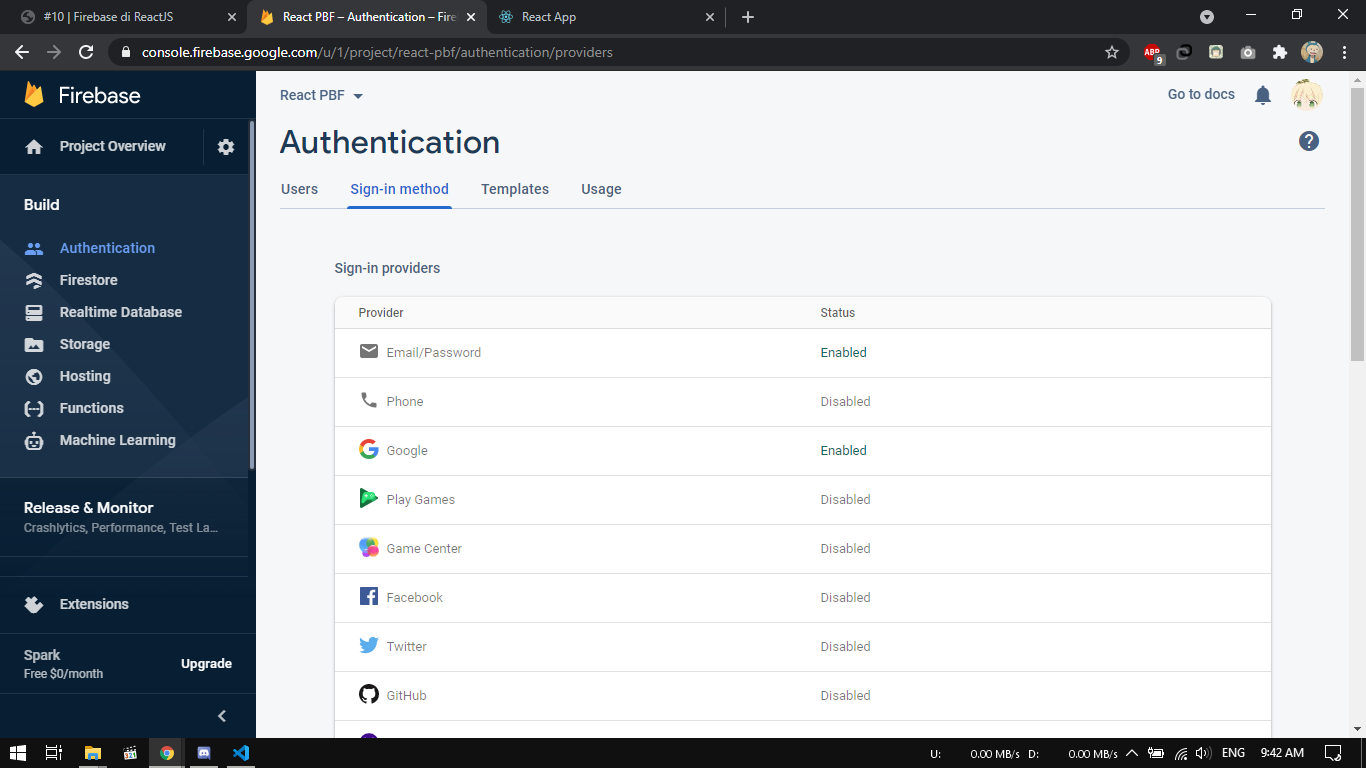 #10 | Firebase di ReactJS
React PBF – Authentication – Fire
React App
console.firebase.google.com/u/1/project/react-pbf/authentication/providers
ABP
9
Firebase
React PBF
Go to docs
Project Overview
Authentication
?
Users
Sign-in method
Templates
Usage
Build
Authentication
Firestore
Realtime Database
Storage
Hosting
Functions
Machine Learning
Release & Monitor
Crashlytics, Performance, Test La...
Extensions
Spark
Free $0/month
Upgrade
Sign-in providers
Provider Status
Email/Password Enabled
Phone Disabled
Google Enabled
Play Games Disabled
Game Center Disabled
Facebook Disabled
Twitter Disabled
GitHub Disabled
321
U: 0.00 MB/s D: 0.00 MB/s ENG 9:42 AM